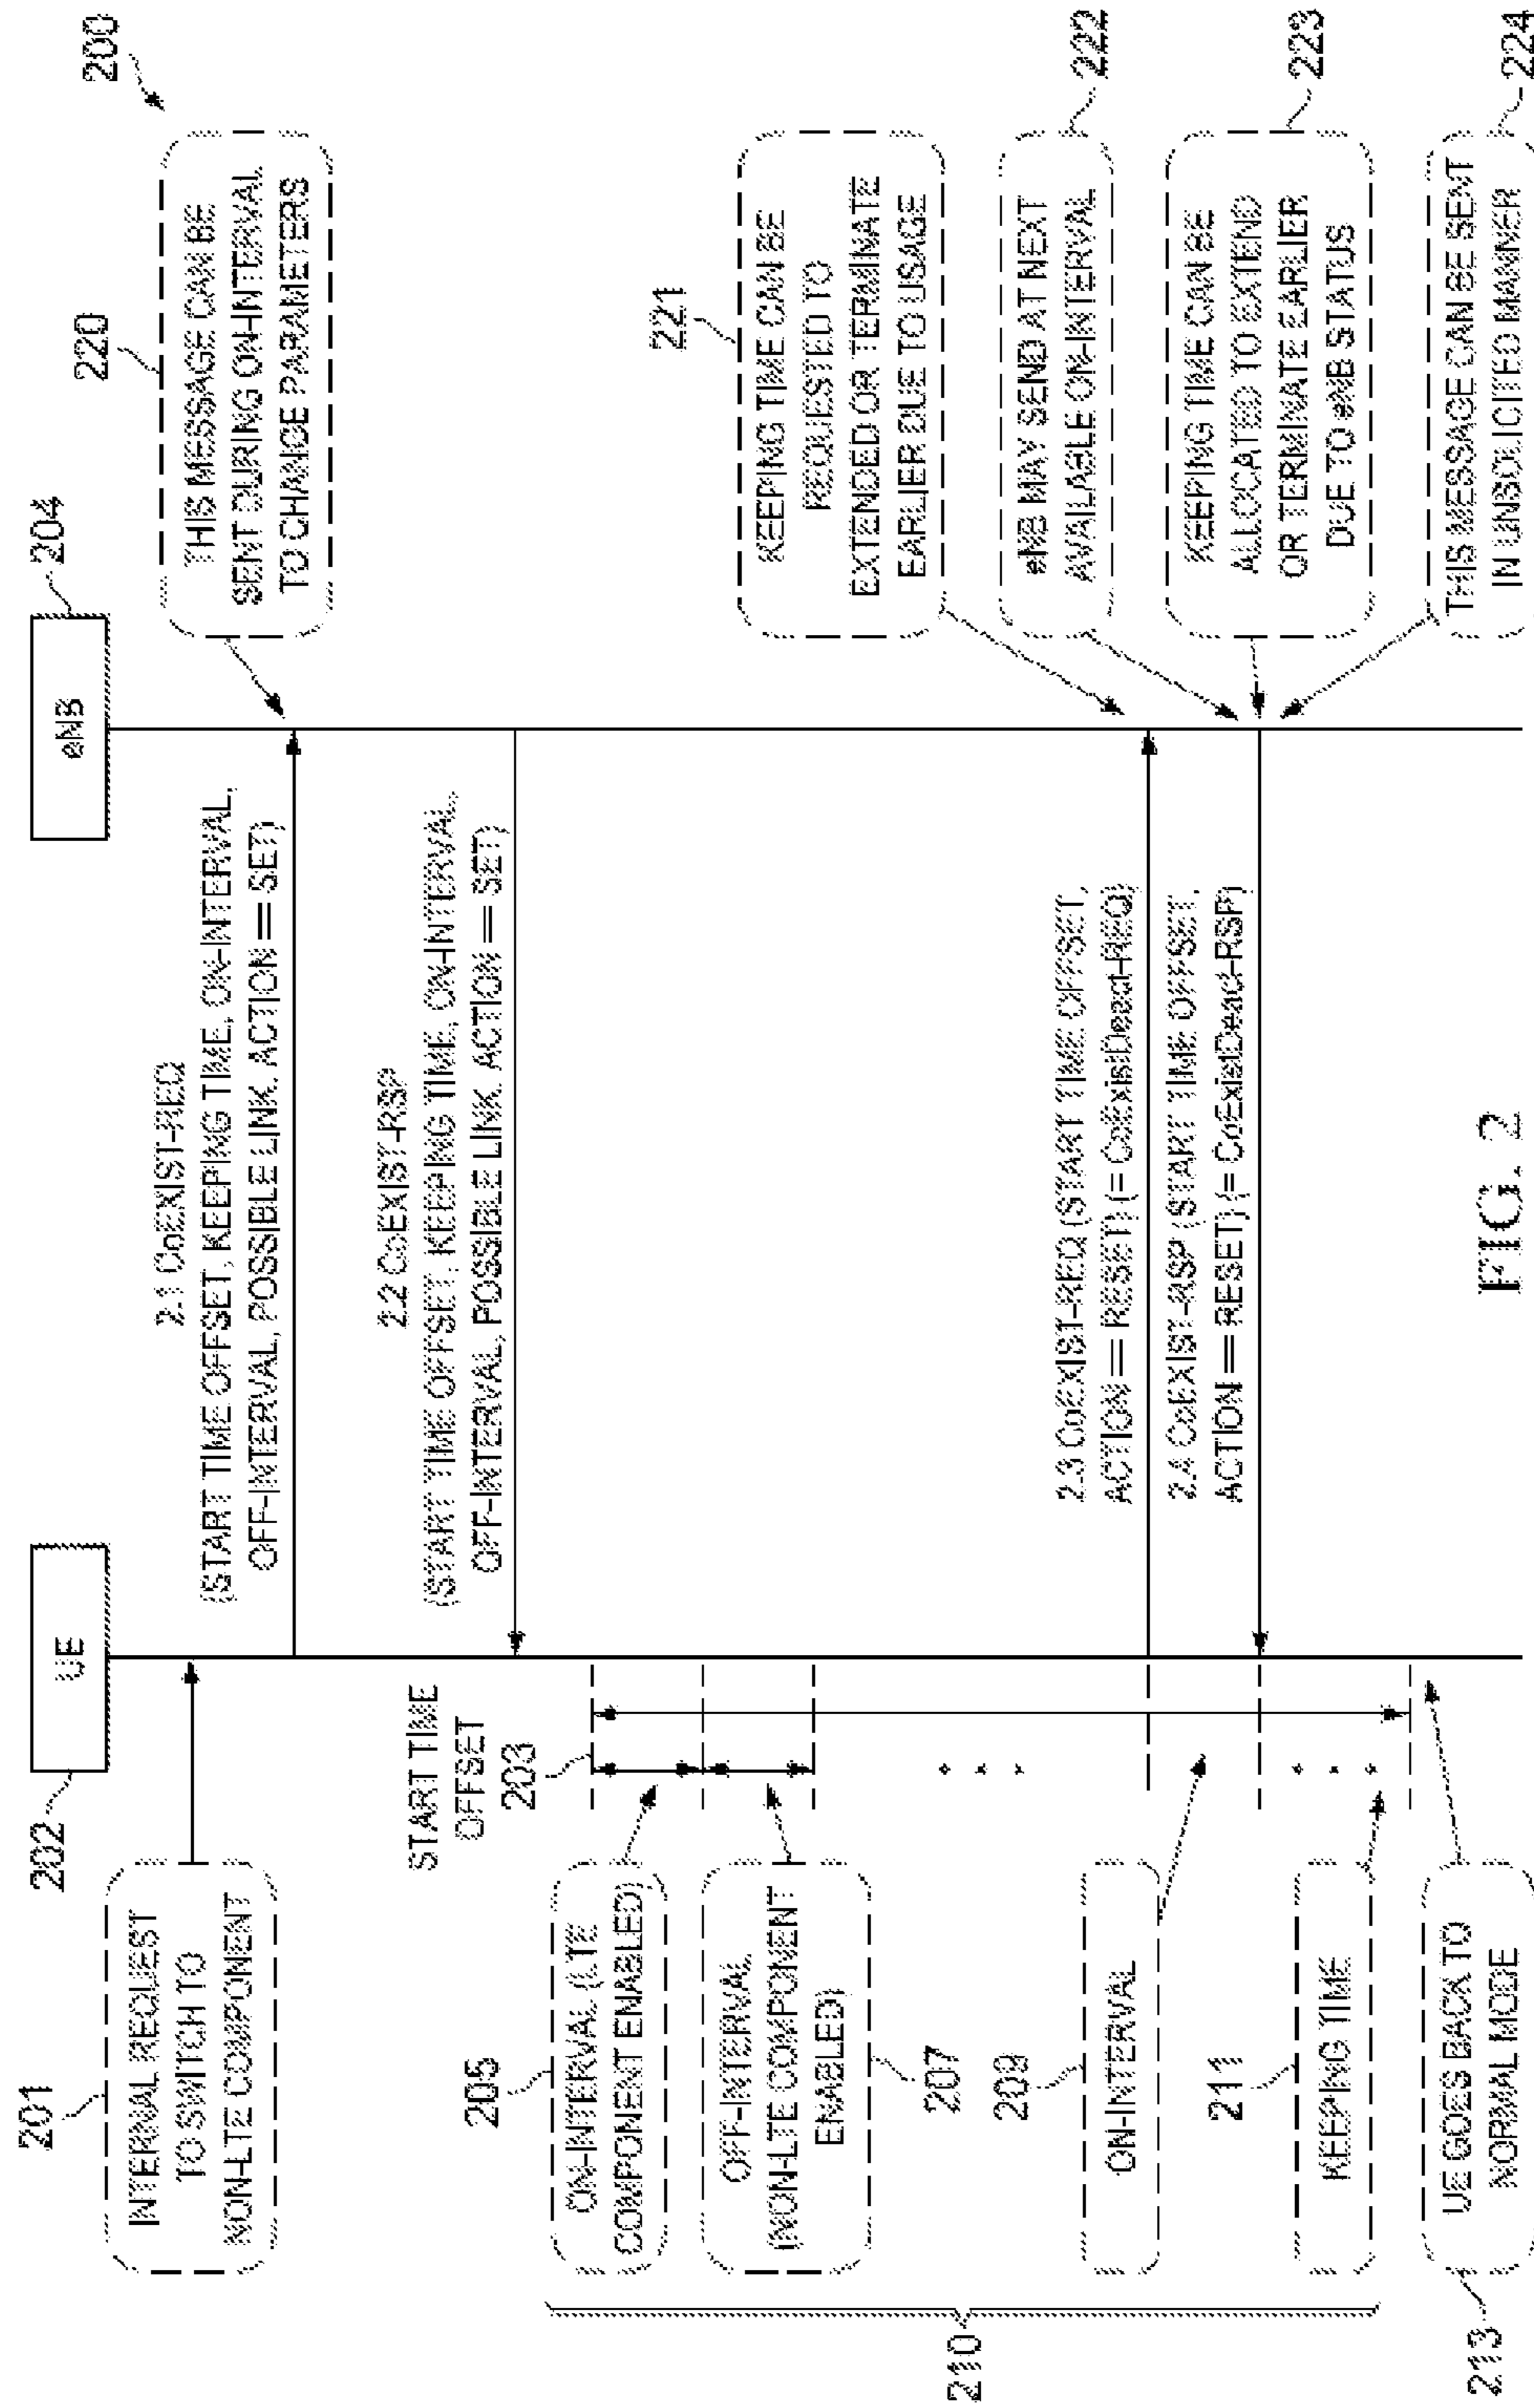 200
201
INTERNAL REQUEST
TO SWITCH TO
NON-LTE COMPONENT
202
UE
eNB
204
220
THIS MESSAGE CAN BE
SENT DURING ON-INTERVAL
TO CHANGE PARAMETERS
2.1 CoEXIST-REQ
(START TIME OFFSET, KEEPING TIME, ON-INTERVAL,
OFF-INTERVAL, POSSIBLE LINK, ACTION = SET)
2.2 CoEXIST-RSP
(START TIME OFFSET, KEEPING TIME, ON-INTERVAL,
OFF-INTERVAL, POSSIBLE LINK, ACTION = SET)
START TIME
OFFSET
203
205
ON-INTERVAL (LTE
COMPONENT ENABLED)
OFF-INTERVAL
(NON-LTE COMPONENT
ENABLED)
207
209
ON-INTERVAL
211
KEEPING TIME
210
UE GOES BACK TO
NORMAL MODE
213
2.3 CoEXIST-REQ (START TIME OFFSET,
ACTION = RESET) (= CoExistDeact-REQ)
2.4 CoEXIST-RSP (START TIME OFFSET,
ACTION = RESET) (= CoExistDeact-RSP)
221
KEEPING TIME CAN BE
REQUESTED TO
EXTENDED OR TERMINATE
EARLIER DUE TO USAGE
eNB MAY SEND AT NEXT
AVAILABLE ON-INTERVAL
222
KEEPING TIME CAN BE
ALLOCATED TO EXTEND
OR TERMINATE EARLIER
DUE TO eNB STATUS
223
THIS MESSAGE CAN BE SENT
IN UNSOLICITED MANNER
224
FIG. 2